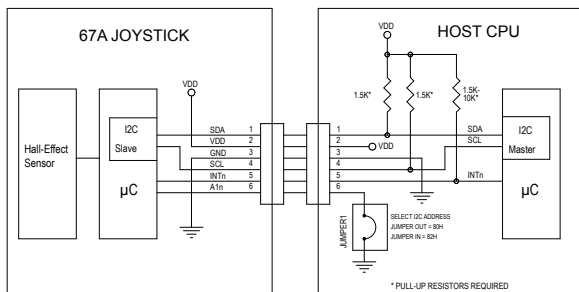 67A JOYSTICK
HOST CPU
VDD
VDD
1.5K*
1.5K*
1.5K-
10K*
Hall-Effect
Sensor
I2C
Slave
µC
SDA
VDD
GND
SCL
INTn
A1n
1
2
3
4
5
6
1
2
3
4
5
6
VDD
SDA
SCL
INTn
I2C
Master
µC
JUMPER1
SELECT I2C ADDRESS
JUMPER OUT = 80H
JUMPER IN = 82H
* PULL-UP RESISTORS REQUIRED